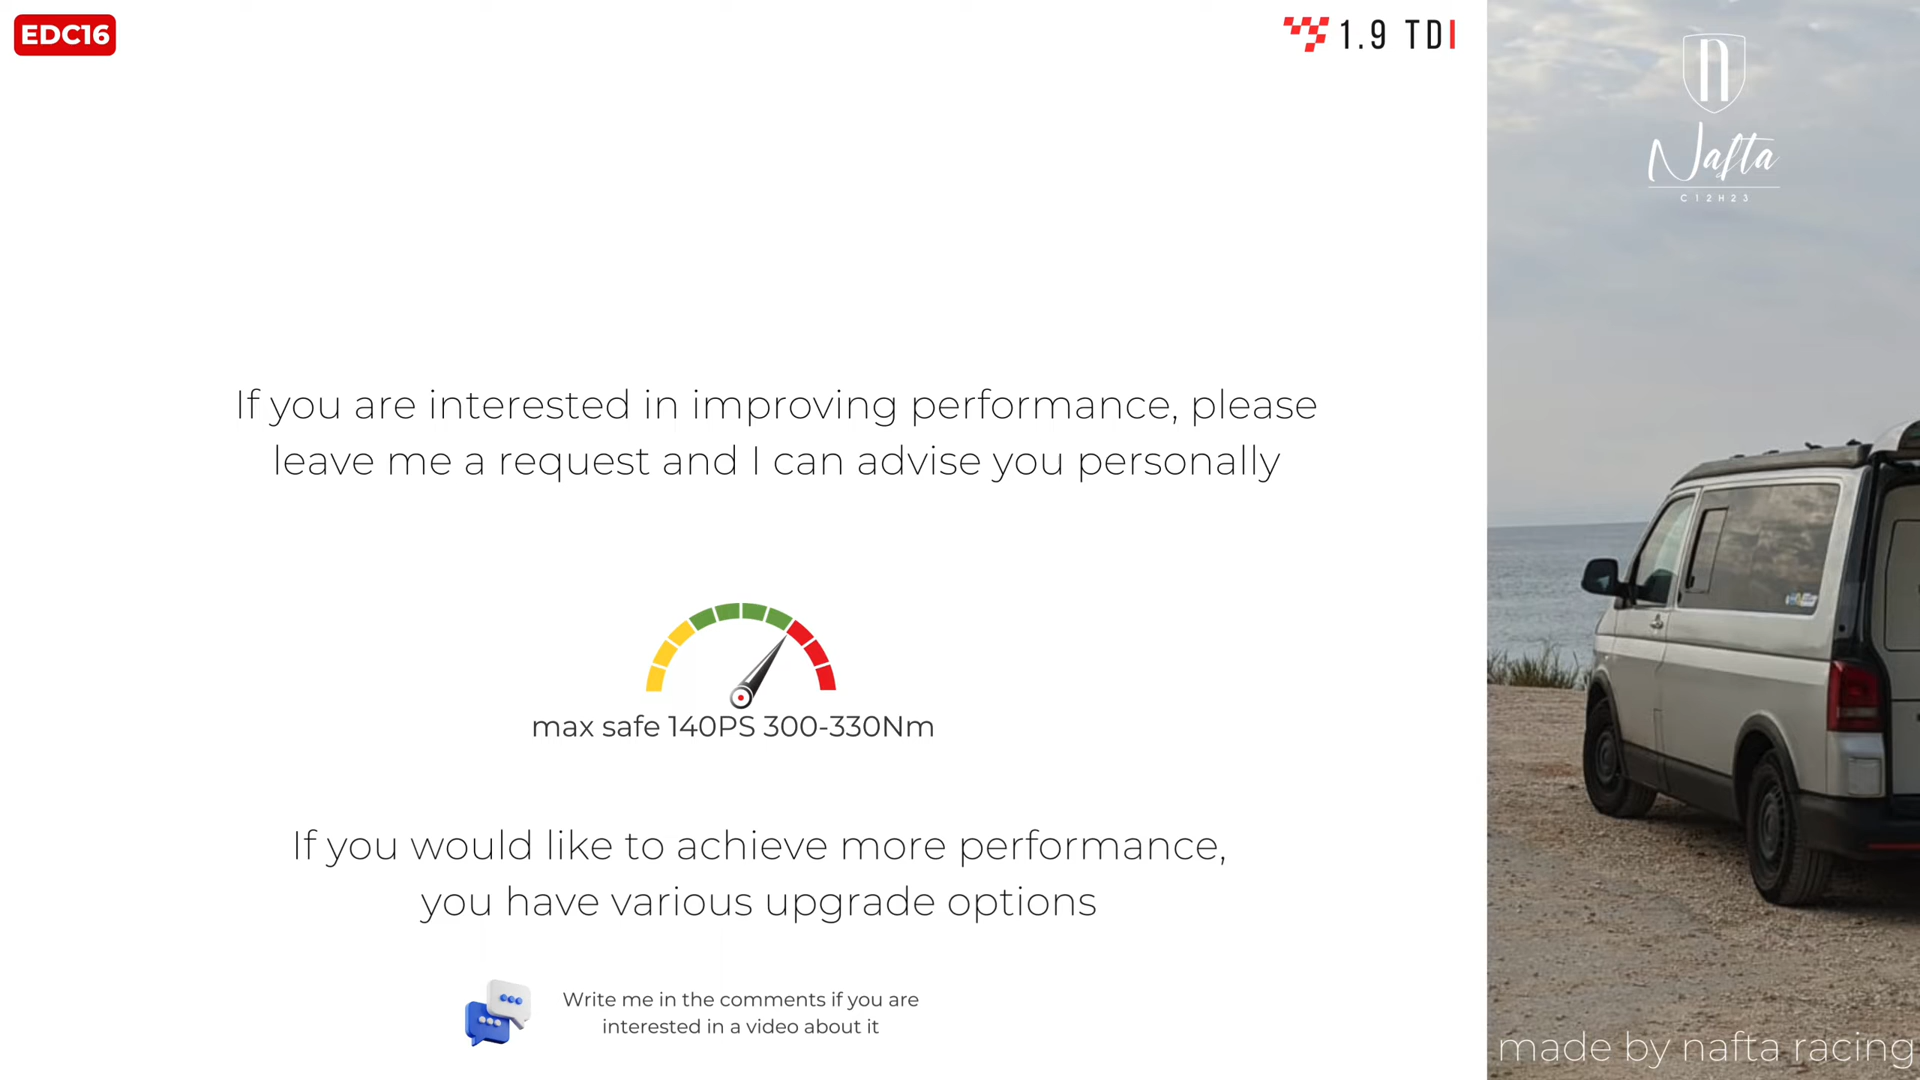 EDC16
1.9 TDI
n
Nafta
C12H23
If you are interested in improving performance, please
leave me a request and I can advise you personally
max safe 140PS 300-330Nm
If you would like to achieve more performance,
you have various upgrade options
Write me in the comments if you are
interested in a video about it
made by nafta racing